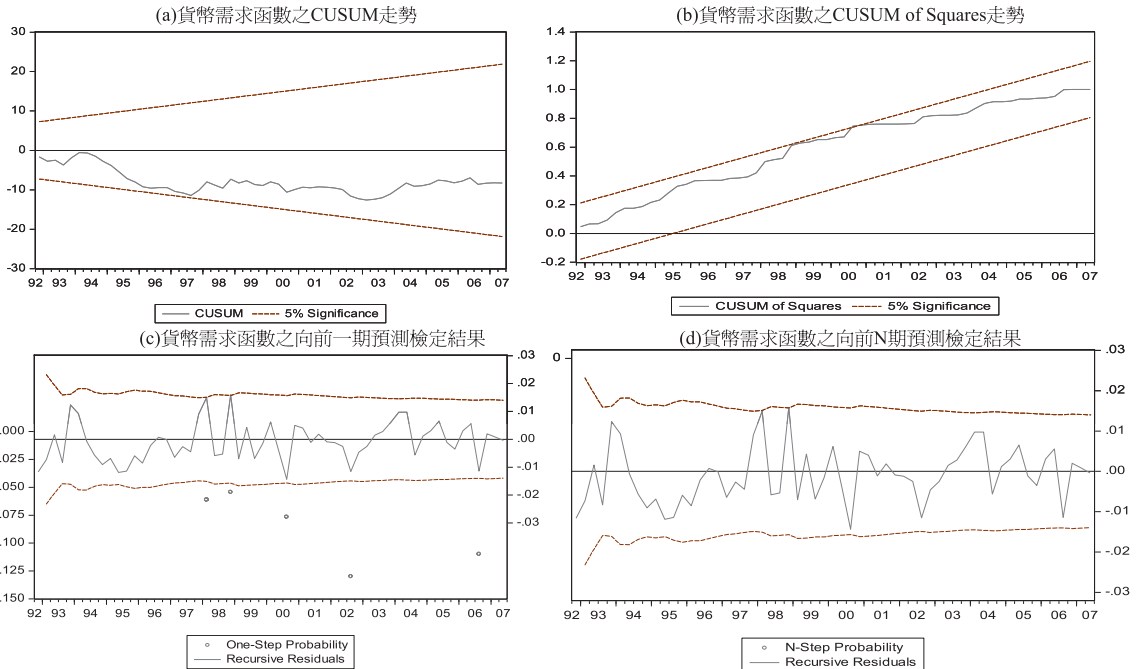 (a)貨幣需求函數之CUSUM走勢
30
20
10
0
-10
-20
-30
92 93 94 95 96 97 98 99 00 01 02 03 04 05 06 07
CUSUM 5% Significance
(b)貨幣需求函數之CUSUM of Squares走勢
1.4
1.2
1.0
0.8
0.6
0.4
0.2
0.0
-0.2
92 93 94 95 96 97 98 99 00 01 02 03 04 05 06 07
CUSUM of Squares 5% Significance
(c)貨幣需求函數之向前一期預測檢定結果
.03
.02
.01
.00
-.01
-.02
-.03
.000
.025
.050
.075
.100
.125
.150
92 93 94 95 96 97 98 99 00 01 02 03 04 05 06 07
One-Step Probability
Recursive Residuals
(d)貨幣需求函數之向前N期預測檢定結果
0
.03
.02
.01
.00
-.01
-.02
-.03
92 93 94 95 96 97 98 99 00 01 02 03 04 05 06 07
N-Step Probability
Recursive Residuals